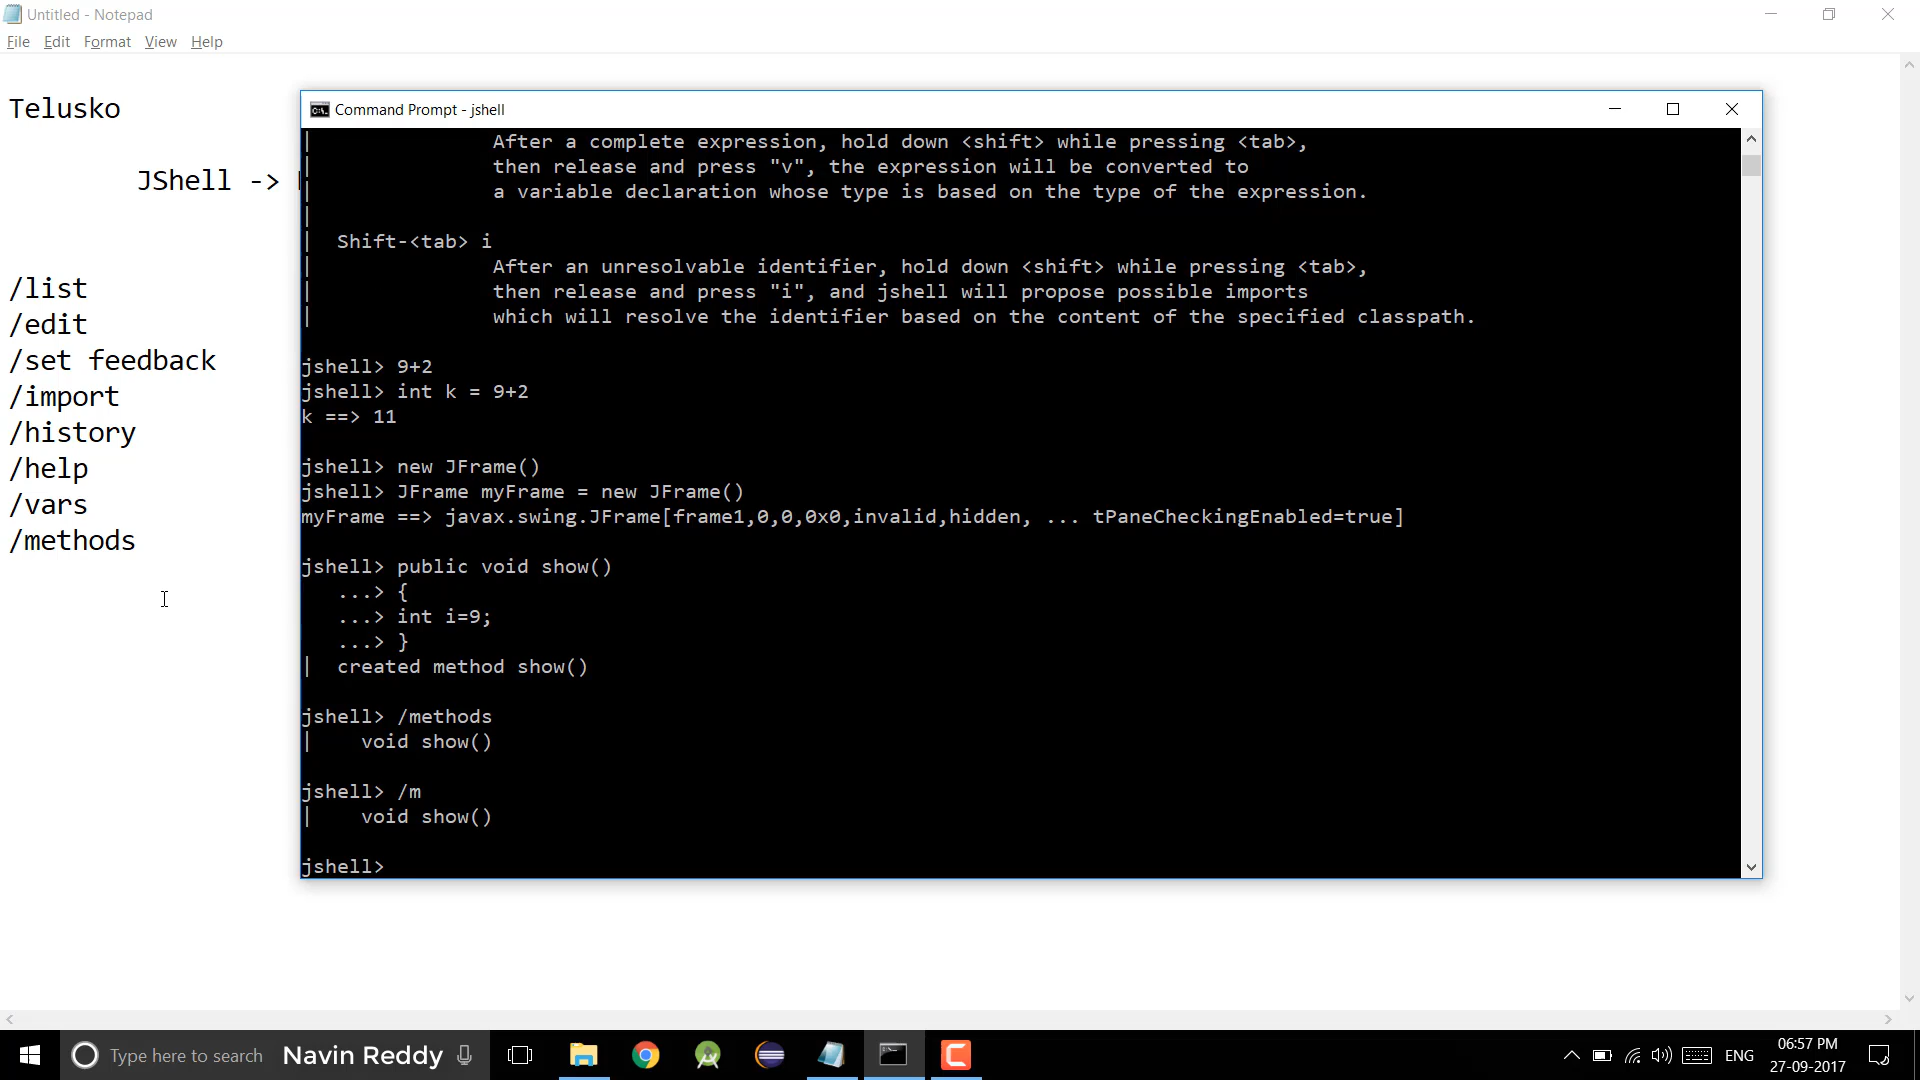 Untitled - Notepad
File Edit Format View Help
Telusko
JShell ->
/list
/edit
/set feedback
/import
/history
/help
/vars
/methods
Command Prompt - jshell
|               After a complete expression, hold down <shift> while pressing <tab>,
|               then release and press "v", the expression will be converted to
|               a variable declaration whose type is based on the type of the expression.
|
|  Shift-<tab> i
|               After an unresolvable identifier, hold down <shift> while pressing <tab>,
|               then release and press "i", and jshell will propose possible imports
|               which will resolve the identifier based on the content of the specified classpath.
jshell> 9+2
jshell> int k = 9+2
k ==> 11
jshell> new JFrame()
jshell> JFrame myFrame = new JFrame()
myFrame ==> javax.swing.JFrame[frame1,0,0,0x0,invalid,hidden, ... tPaneCheckingEnabled=true]
jshell> public void show()
   ...> {
   ...> int i=9;
   ...> }
|  created method show()
jshell> /methods
|    void show()
jshell> /m
|    void show()
jshell>
Type here to search
Navin Reddy
ENG
06:57 PM
27-09-2017